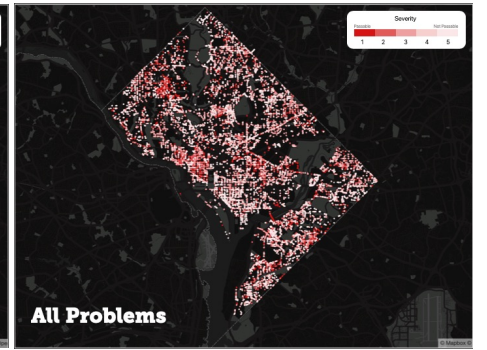 Severity
Passable Not Passable
1 2 3 4 5
All Problems
© Mapbox ©